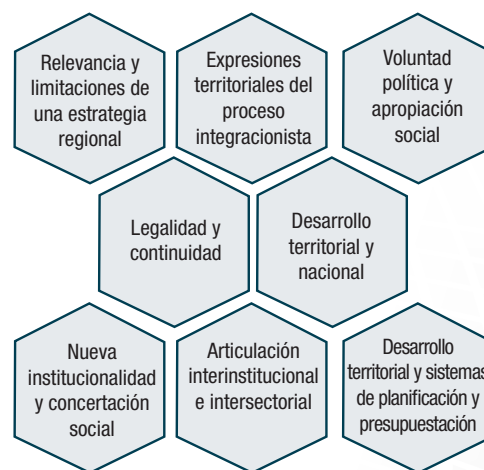 Relevancia y
limitaciones de
una estrategia
regional
Expresiones
territoriales del
proceso
integracionista
Voluntad
política y
apropiación
social
Legalidad y
continuidad
Desarrollo
territorial y
nacional
Nueva
institucionalidad
y concertación
social
Articulación
interinstitucional
e intersectorial
Desarrollo
territorial y sistemas
de planificación y
presupuestación